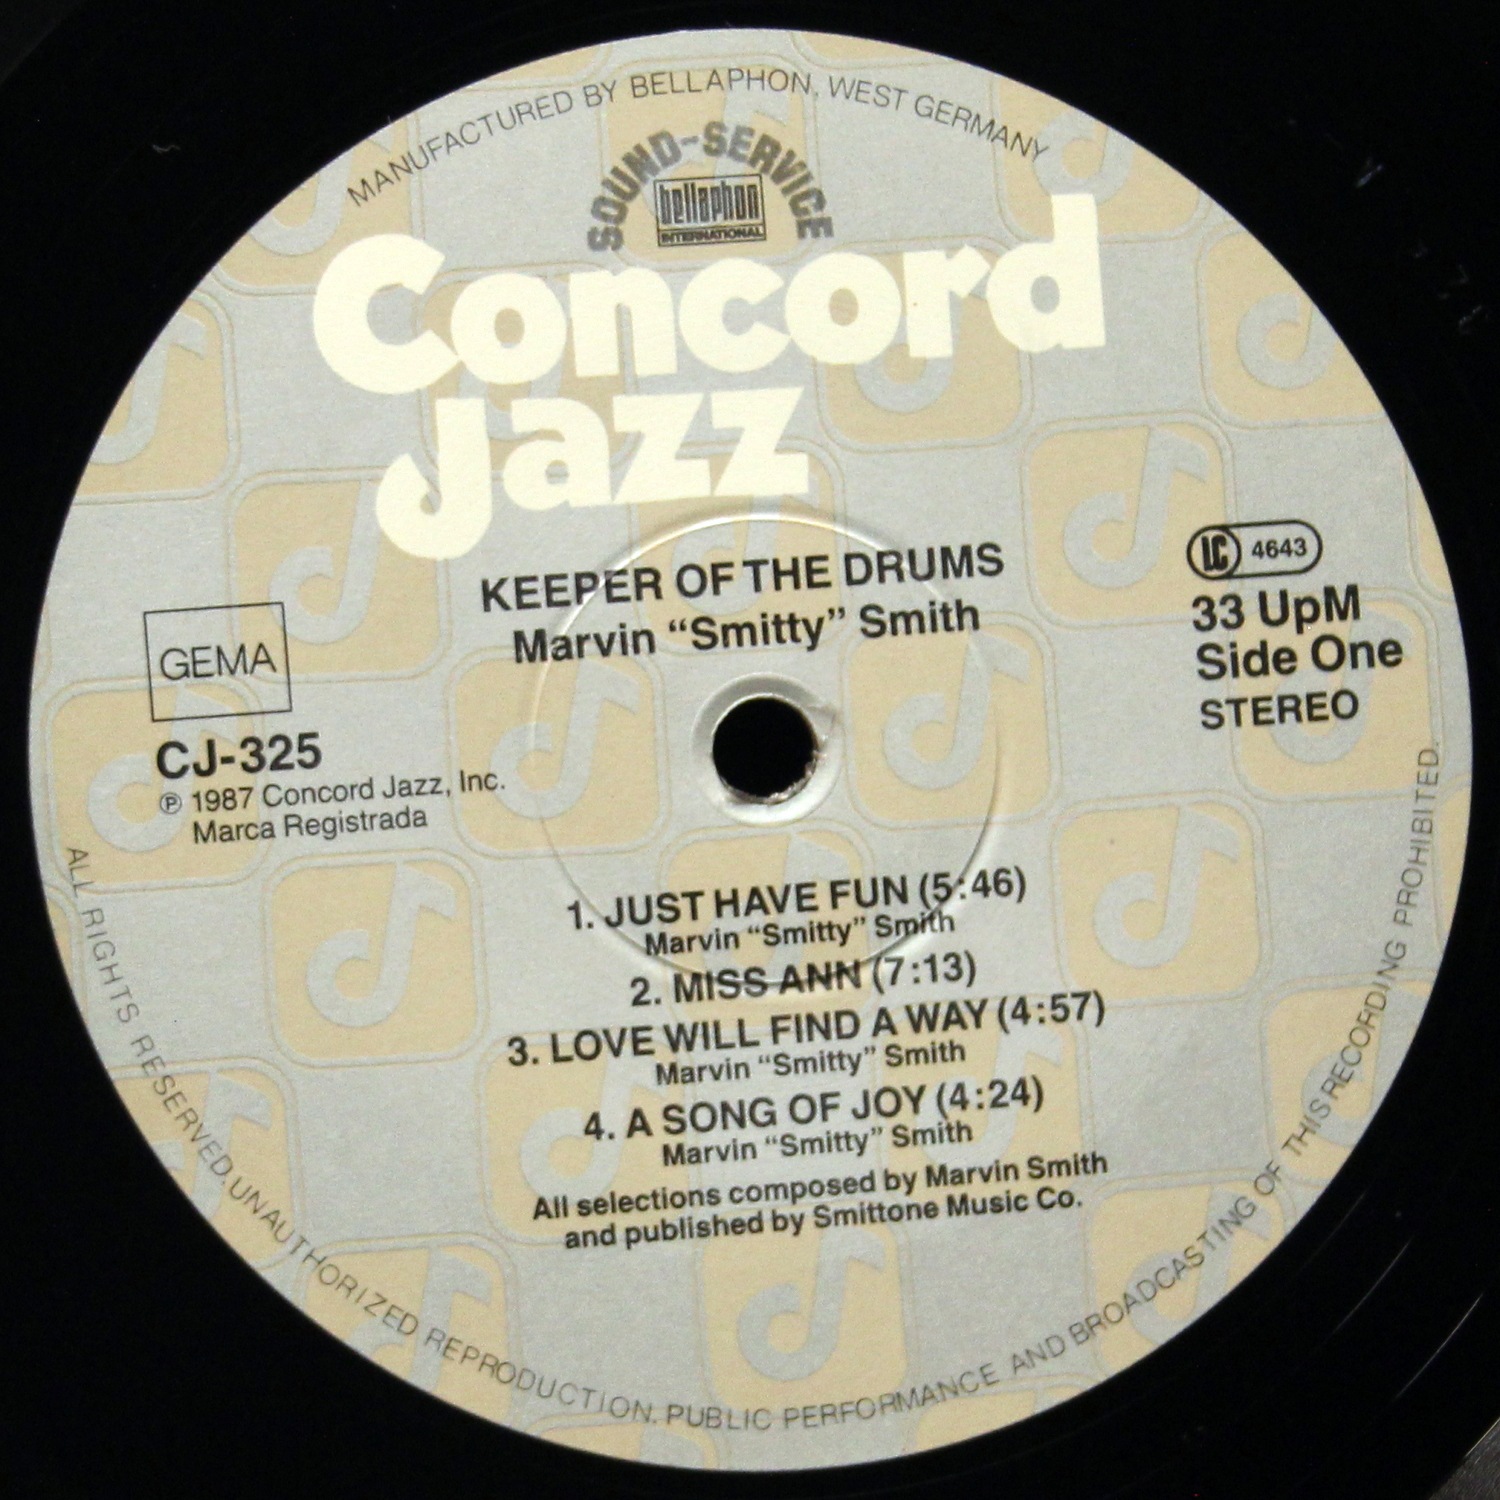 MANUFACTURED BY BELLAPHON, WEST GERMANY
SOUND-SERVICE
bellaphon
INTERNATIONAL
Concord
Jazz
KEEPER OF THE DRUMS
Marvin “Smitty” Smith
LC 4643
33 UpM
Side One
STEREO
GEMA
CJ-325
℗ 1987 Concord Jazz, Inc.
Marca Registrada
1. JUST HAVE FUN (5:46)
Marvin “Smitty” Smith
2. MISS ANN (7:13)
3. LOVE WILL FIND A WAY (4:57)
Marvin “Smitty” Smith
4. A SONG OF JOY (4:24)
Marvin “Smitty” Smith
All selections composed by Marvin Smith
and published by Smittone Music Co.
ALL RIGHTS RESERVED. UNAUTHORIZED REPRODUCTION. PUBLIC PERFORMANCE AND BROADCASTING OF THIS RECORDING PROHIBITED.